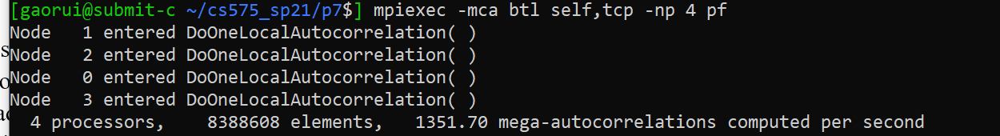 [gaorui@submit-c ~/cs575_sp21/p7$] mpiexec -mca btl self,tcp -np 4 pf
Node   1 entered DoOneLocalAutocorrelation( )
Node   2 entered DoOneLocalAutocorrelation( )
Node   0 entered DoOneLocalAutocorrelation( )
Node   3 entered DoOneLocalAutocorrelation( )
  4 processors,    8388608 elements,   1351.70 mega-autocorrelations computed per second